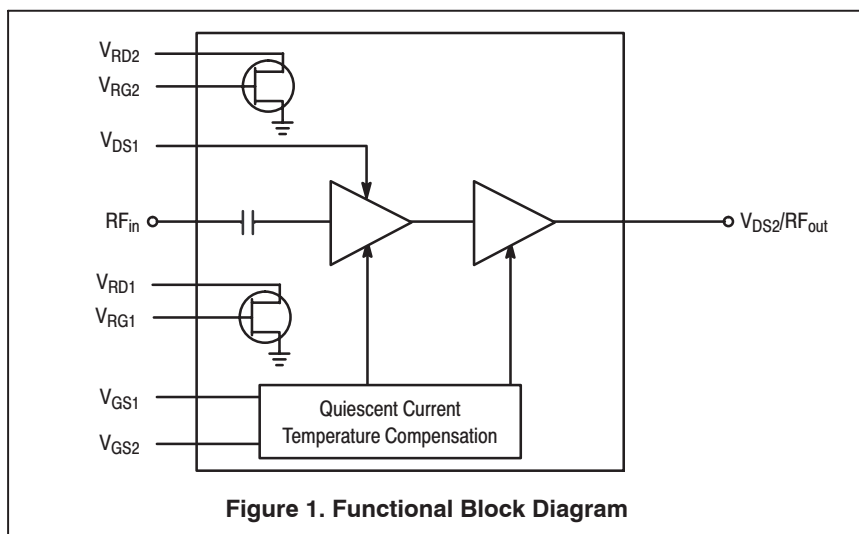 VRD2
VRG2
VDS1
RFin
VDS2/RFout
VRD1
VRG1
VGS1
VGS2
Quiescent Current
Temperature Compensation
Figure 1. Functional Block Diagram